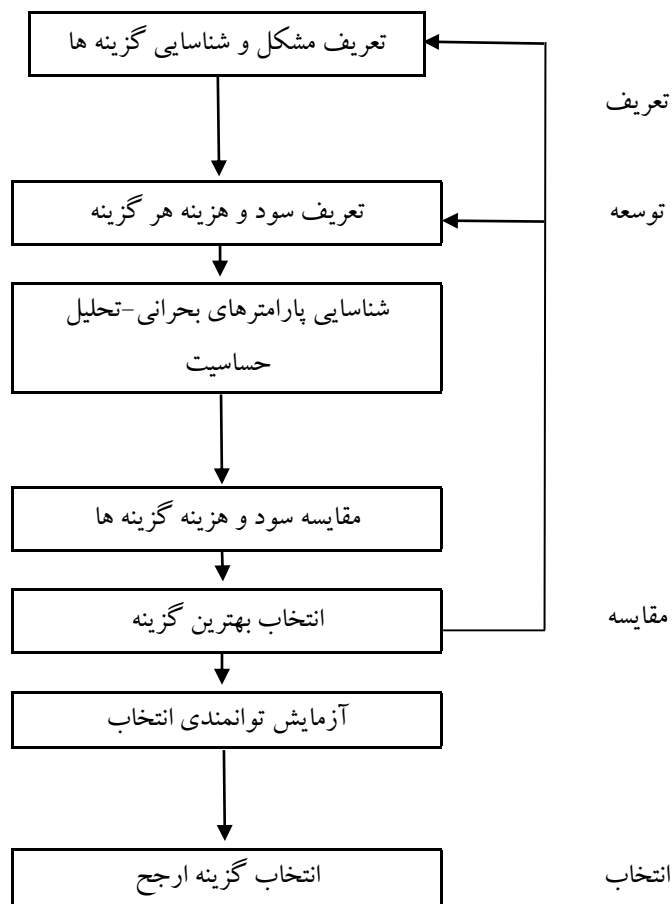 تعریف مشکل و شناسایی گزینه ها
تعریف
تعریف سود و هزینه هر گزینه
توسعه
شناسایی پارامترهای بحرانی-تحلیل
حساسیت
مقایسه سود و هزینه گزینه ها
انتخاب بهترین گزینه
مقایسه
آزمایش توانمندی انتخاب
انتخاب گزینه ارجح
انتخاب